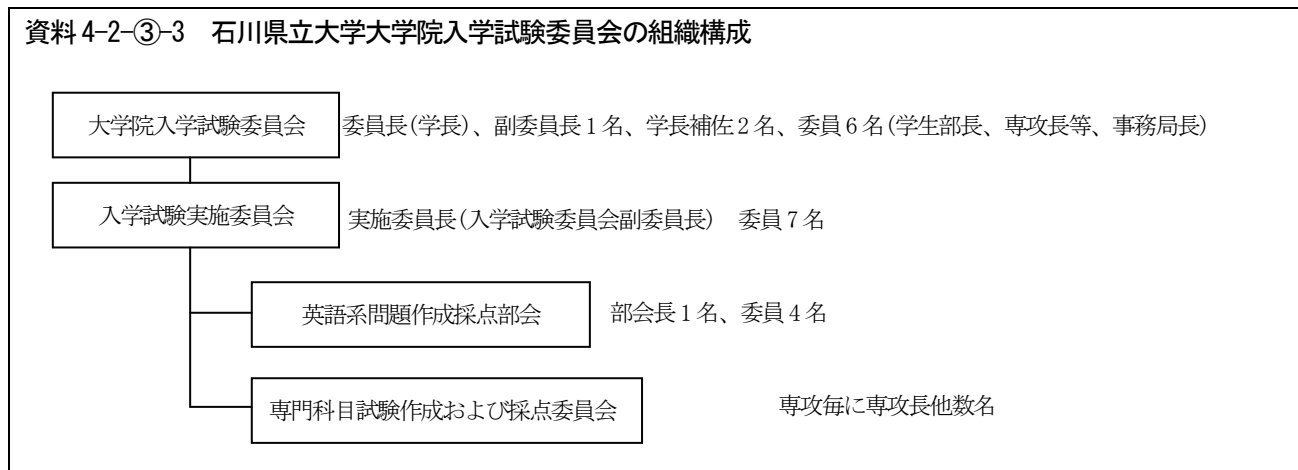 資料4-2-③-3 石川県立大学大学院入学試験委員会の組織構成
大学院入学試験委員会 委員長(学長)、副委員長1名、学長補佐2名、委員6名(学生部長、専攻長等、事務局長)
入学試験実施委員会 実施委員長(入学試験委員会副委員長) 委員7名
英語系問題作成採点部会 部会長1名、委員4名
専門科目試験作成および採点委員会 専攻毎に専攻長他数名